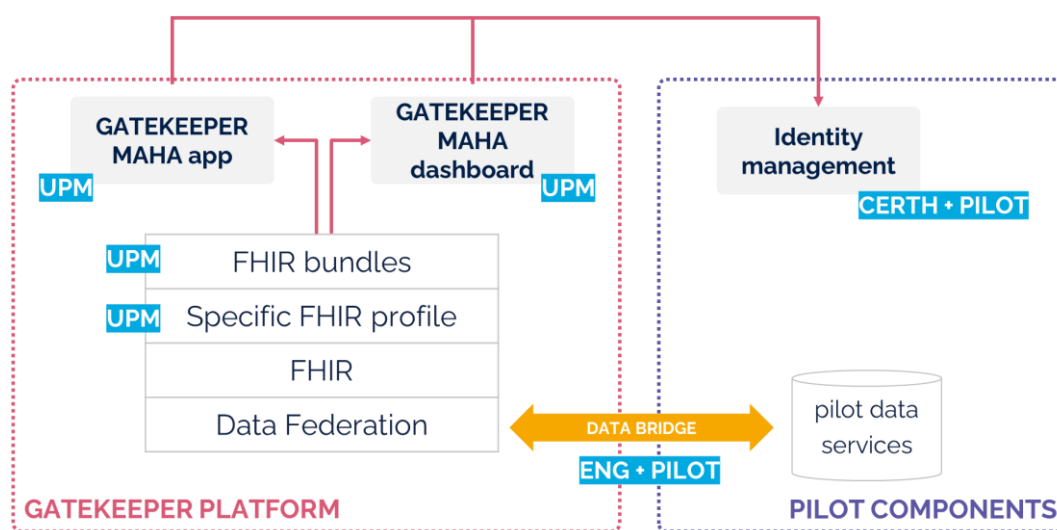 GATEKEEPER
MAHA app
UPM
GATEKEEPER
MAHA
dashboard
UPM
Identity
management
CERTH + PILOT
UPM
FHIR bundles
UPM
Specific FHIR profile
FHIR
Data Federation
DATA BRIDGE
ENG + PILOT
pilot data
services
GATEKEEPER PLATFORM
PILOT COMPONENTS